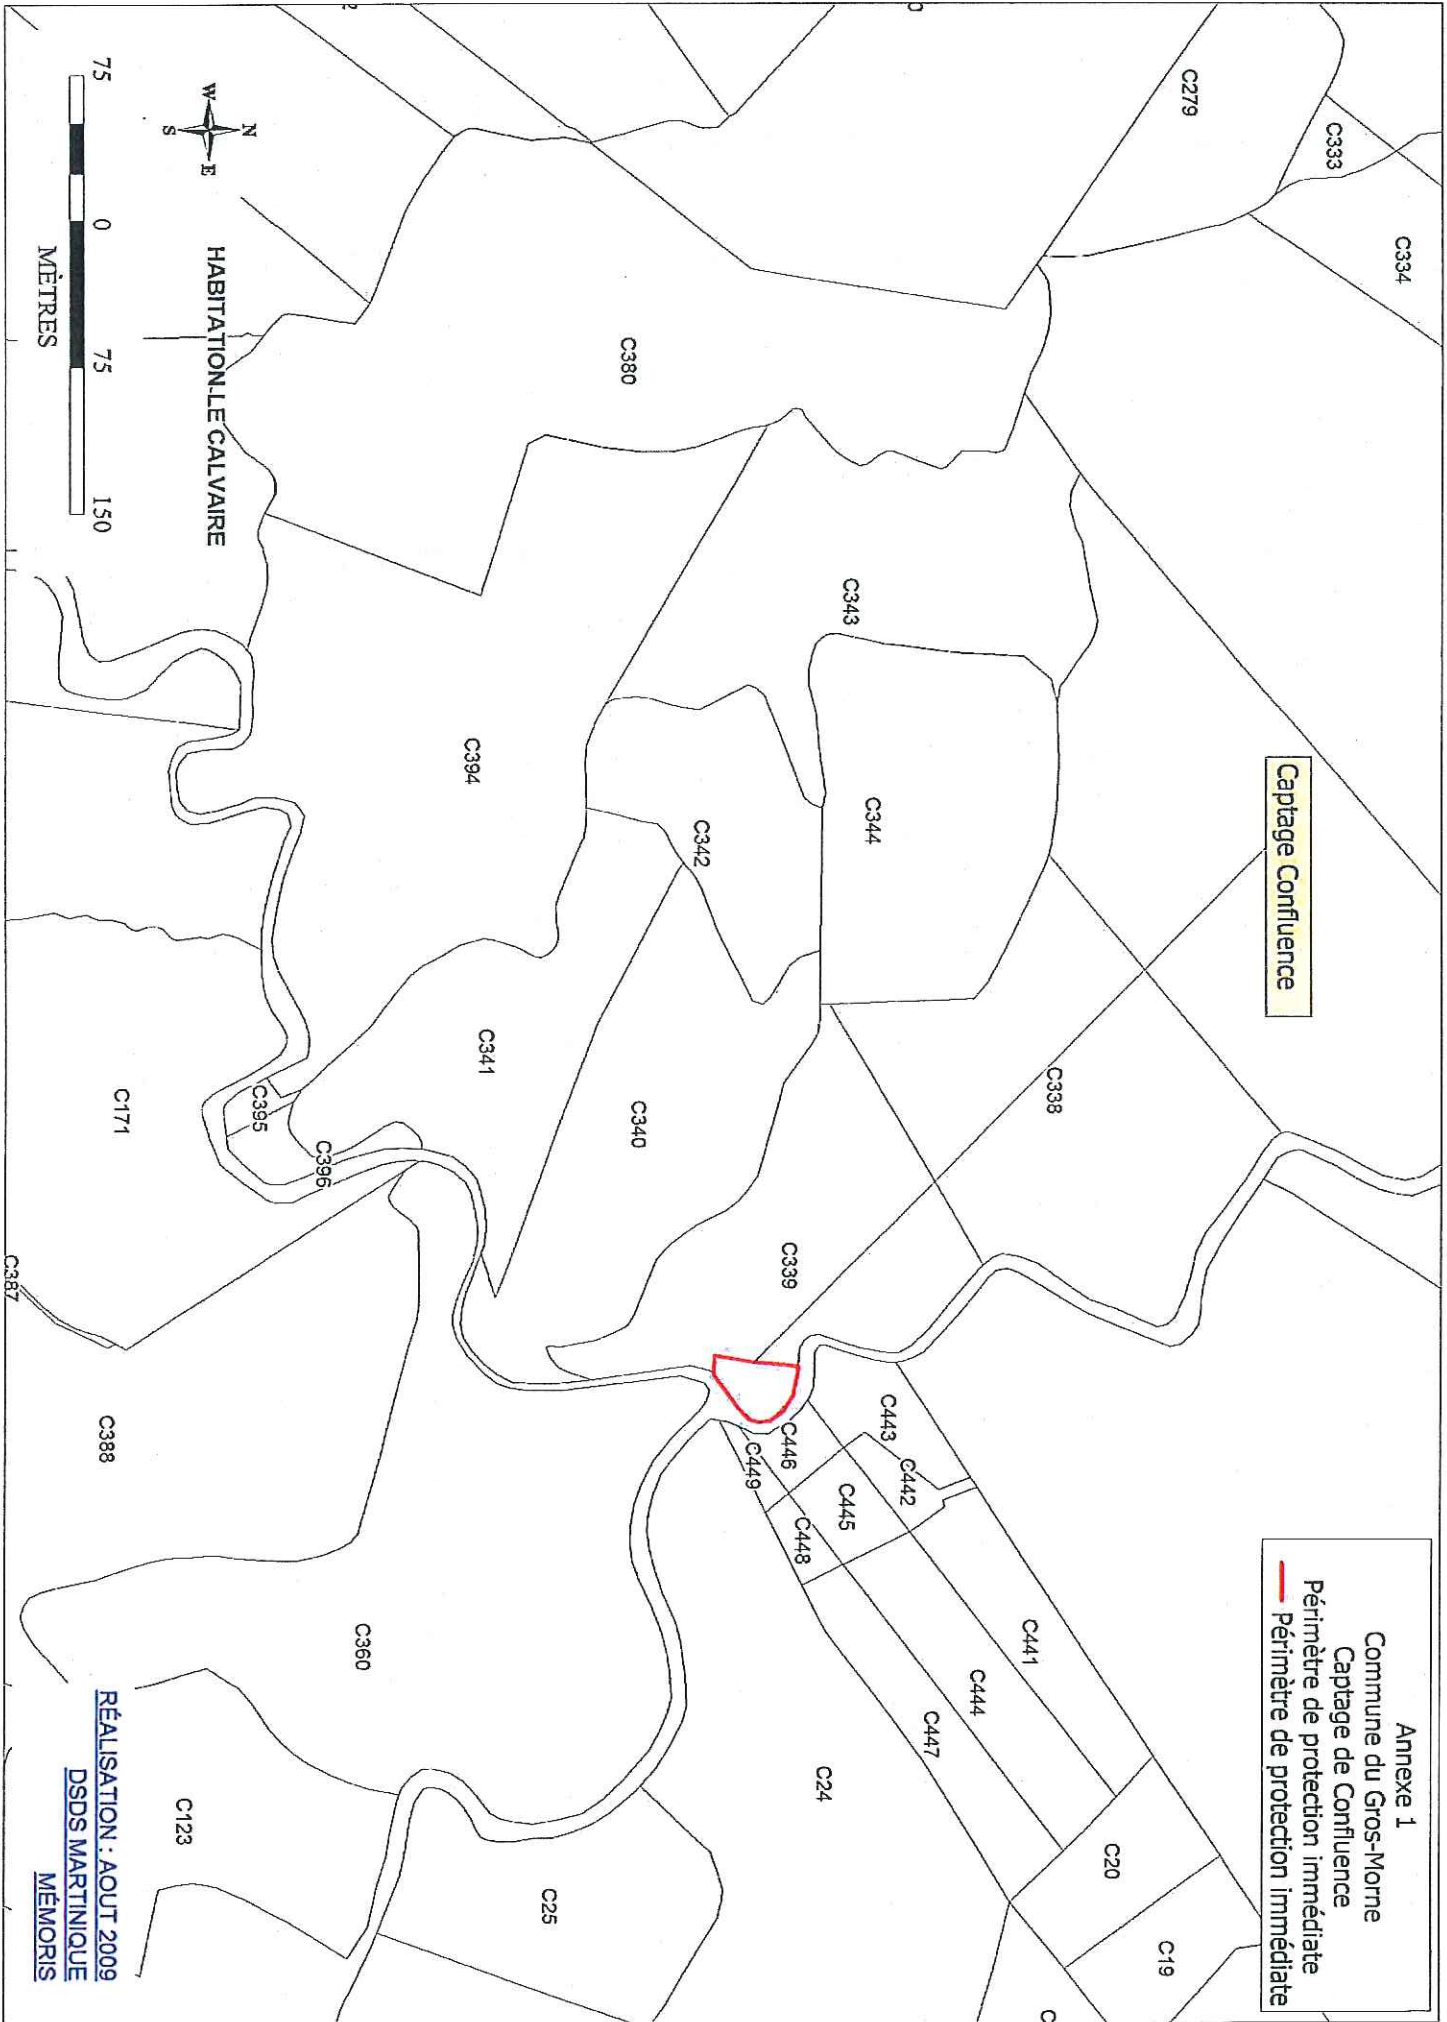 Annexe 1
Commune du Gros-Morne
Captage de Confluence
Périmètre de protection immédiate
Périmètre de protection immédiate
Captage Confluence
C334
C333
C279
C338
C19
C20
C441
C444
C447
C443
C442
C445
C446
C448
C449
C24
C344
C343
C339
C342
C340
C380
C394
C341
C25
C360
C396
C395
C171
C123
C388
C387
N
W
E
S
HABITATION-LE CALVAIRE
75
0
75
150
MÈTRES
RÉALISATION : AOUT 2009
DSDS MARTINIQUE
MÉMORIS